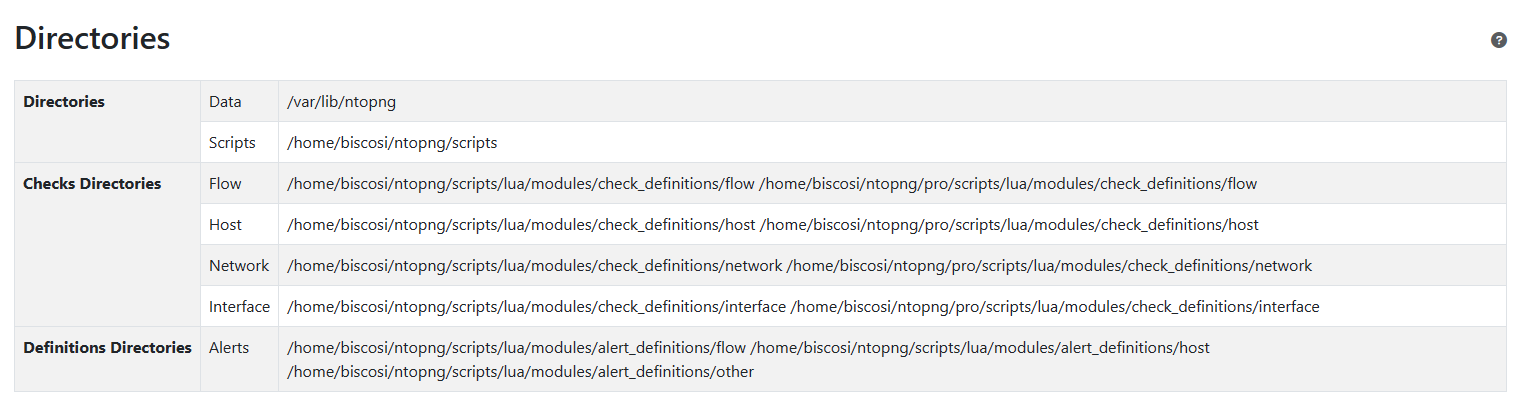 Directories
?
Directories Data /var/lib/ntopng
Scripts /home/biscosi/ntopng/scripts
Checks Directories Flow /home/biscosi/ntopng/scripts/lua/modules/check_definitions/flow /home/biscosi/ntopng/pro/scripts/lua/modules/check_definitions/flow
Host /home/biscosi/ntopng/scripts/lua/modules/check_definitions/host /home/biscosi/ntopng/pro/scripts/lua/modules/check_definitions/host
Network /home/biscosi/ntopng/scripts/lua/modules/check_definitions/network /home/biscosi/ntopng/pro/scripts/lua/modules/check_definitions/network
Interface /home/biscosi/ntopng/scripts/lua/modules/check_definitions/interface /home/biscosi/ntopng/pro/scripts/lua/modules/check_definitions/interface
Definitions Directories Alerts /home/biscosi/ntopng/scripts/lua/modules/alert_definitions/flow /home/biscosi/ntopng/scripts/lua/modules/alert_definitions/host
/home/biscosi/ntopng/scripts/lua/modules/alert_definitions/other